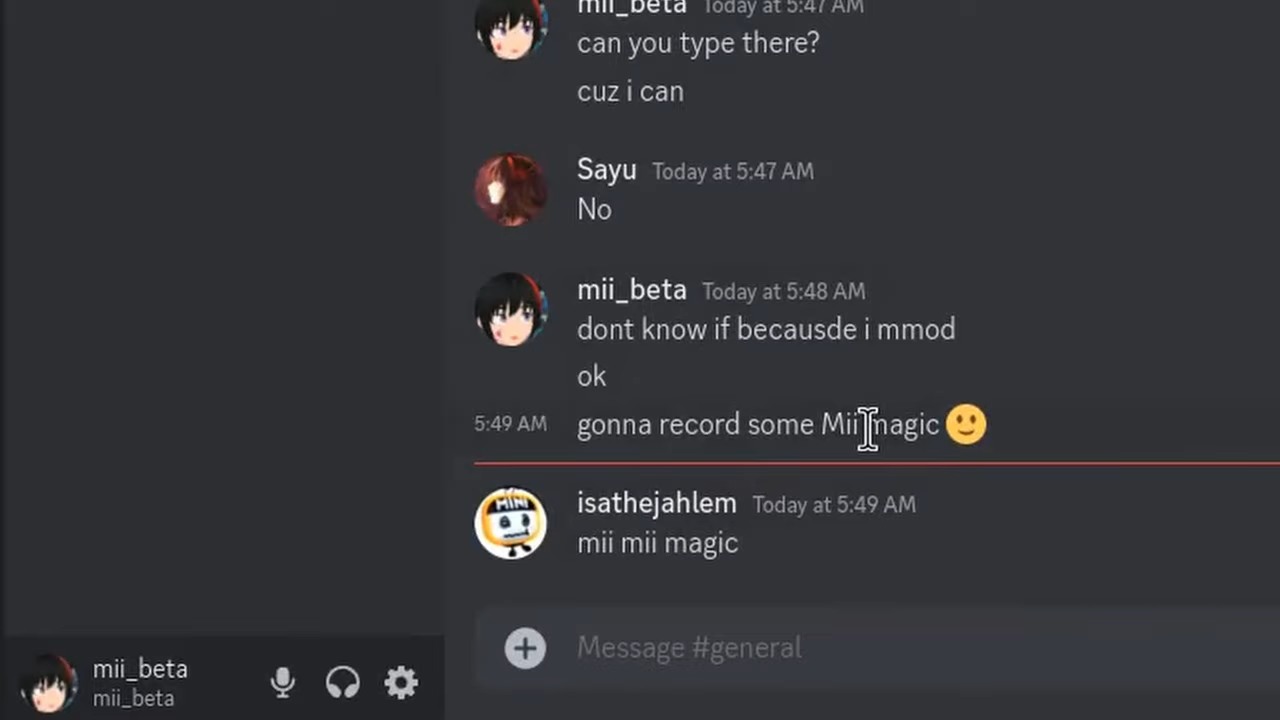 mii_beta Today at 5:47 AM
can you type there?
cuz i can
Sayu Today at 5:47 AM
No
mii_beta Today at 5:48 AM
dont know if becausde i mmod
ok
5:49 AM gonna record some Mii magic 🙂
isathejahlem Today at 5:49 AM
MINI
mii mii magic
Message #general
mii_beta
mii_beta